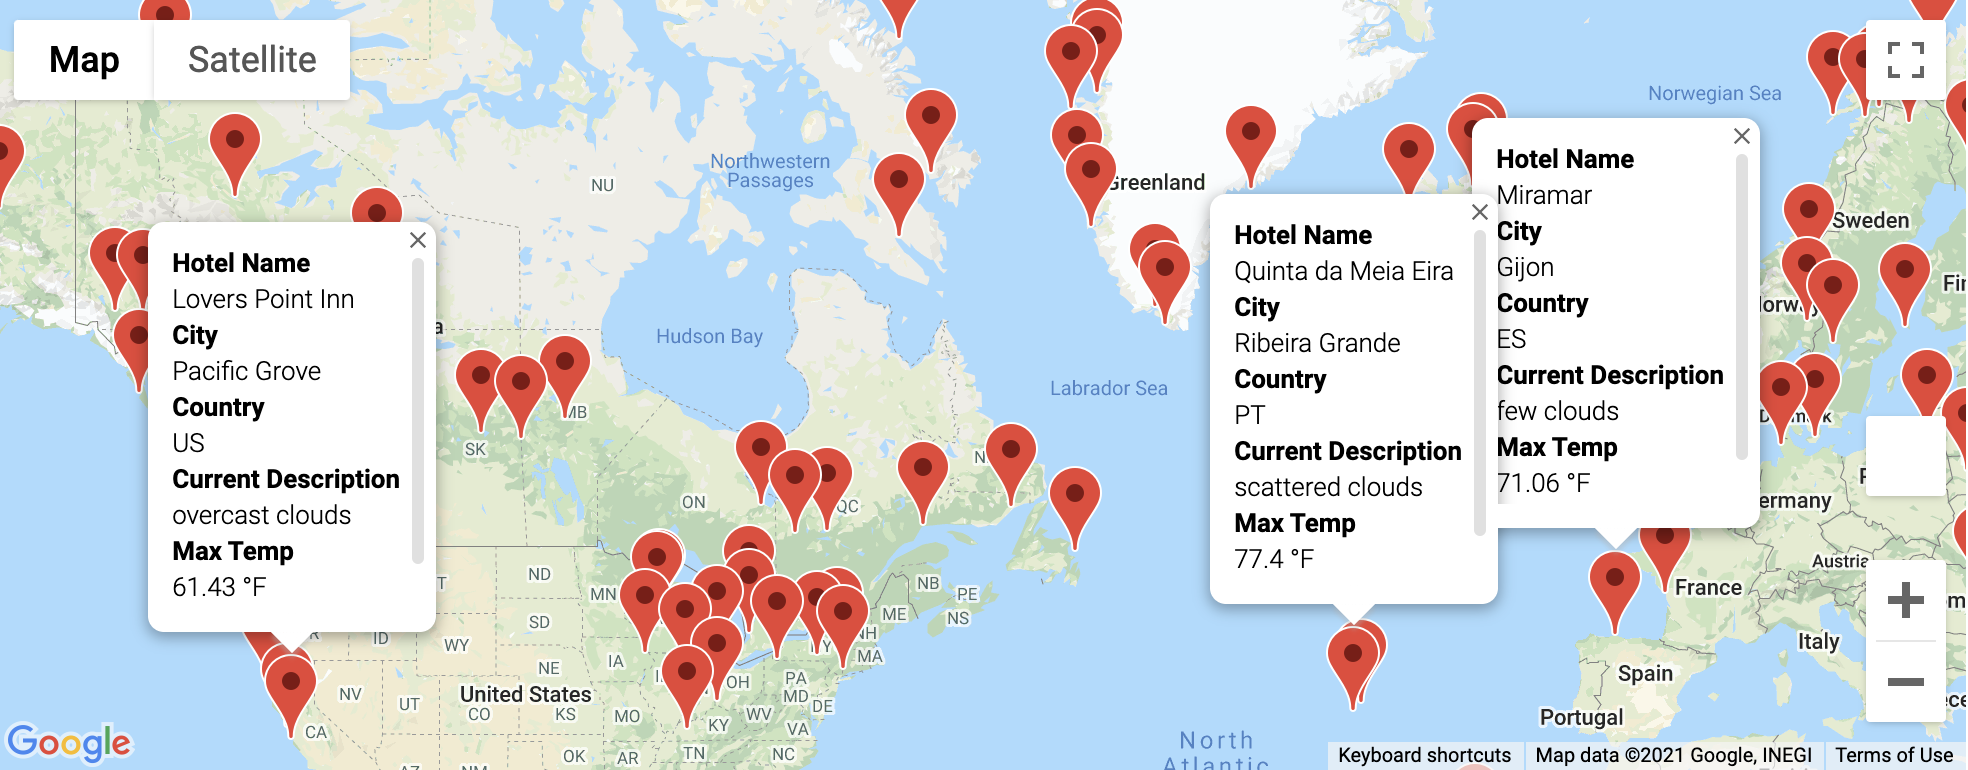 Map
Satellite
Norwegian Sea
Northwestern
Passages
NU
Greenland
Sweden
Hudson Bay
Labrador Sea
Hotel Name
Lovers Point Inn
City
Pacific Grove
Country
US
Current Description
overcast clouds
Max Temp
61.43 °F
Hotel Name
Quinta da Meia Eira
City
Ribeira Grande
Country
PT
Current Description
scattered clouds
Max Temp
77.4 °F
Hotel Name
Miramar
City
Gijon
Country
ES
Current Description
few clouds
Max Temp
71.06 °F
MB
SK
ON
QC
ND
MN
SD
ID
WY
NE
IA
NB
PE
NS
ME
NH
MA
NV
UT
CO
KS
MO
OH
PA
MD
DE
WV
KY
VA
CA
United States
OK
AR
TN
NC
Austria
France
Italy
Spain
Portugal
North
Atlantic
Google
Keyboard shortcuts
Map data ©2021 Google, INEGI
Terms of Use